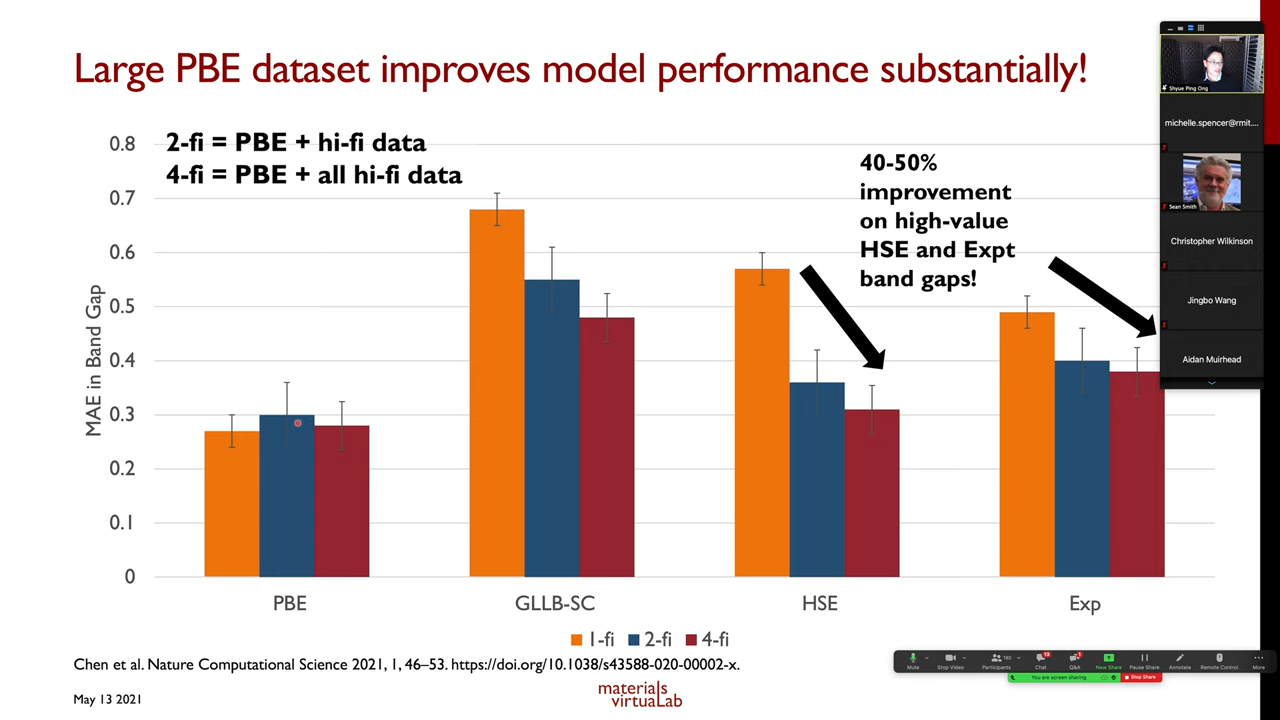 Large PBE dataset improves model performance substantially!
2-fi = PBE + hi-fi data
4-fi = PBE + all hi-fi data
40-50%
improvement
on high-value
HSE and Expt
band gaps!
MAE in Band Gap
0.8
0.7
0.6
0.5
0.4
0.3
0.2
0.1
0
PBE
GLLB-SC
HSE
Exp
1-fi
2-fi
4-fi
Chen et al. Nature Computational Science 2021, 1, 46–53. https://doi.org/10.1038/s43588-020-00002-x.
May 13 2021
materials
virtuaLab
Shyue Ping Ong
michelle.spencer@rmit....
Sean Smith
Christopher Wilkinson
Jingbo Wang
Aidan Muirhead
Mute
Stop Video
Participants
Chat
Q&A
New Share
Pause Share
Annotate
Remote Control
More
You are screen sharing
Stop Share